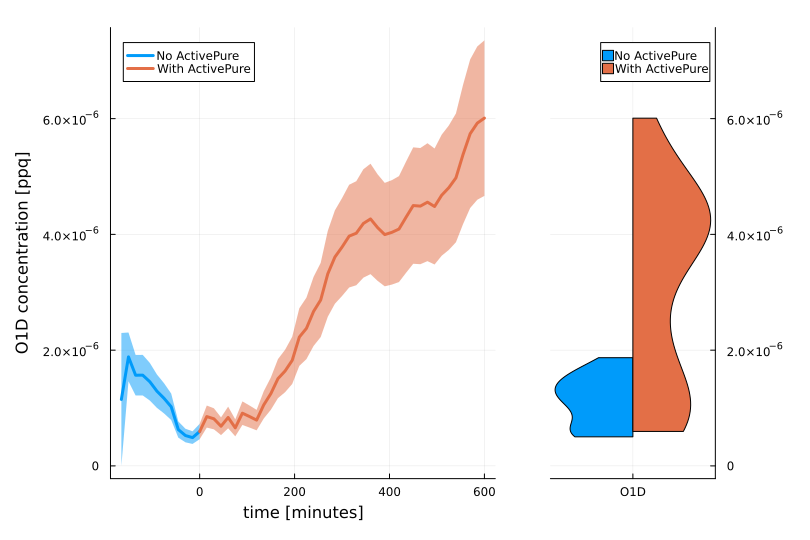 No ActivePure
With ActivePure
O1D concentration [ppq]
6.0×10⁻⁶
4.0×10⁻⁶
2.0×10⁻⁶
0
0
200
400
600
time [minutes]
No ActivePure
With ActivePure
6.0×10⁻⁶
4.0×10⁻⁶
2.0×10⁻⁶
0
O1D